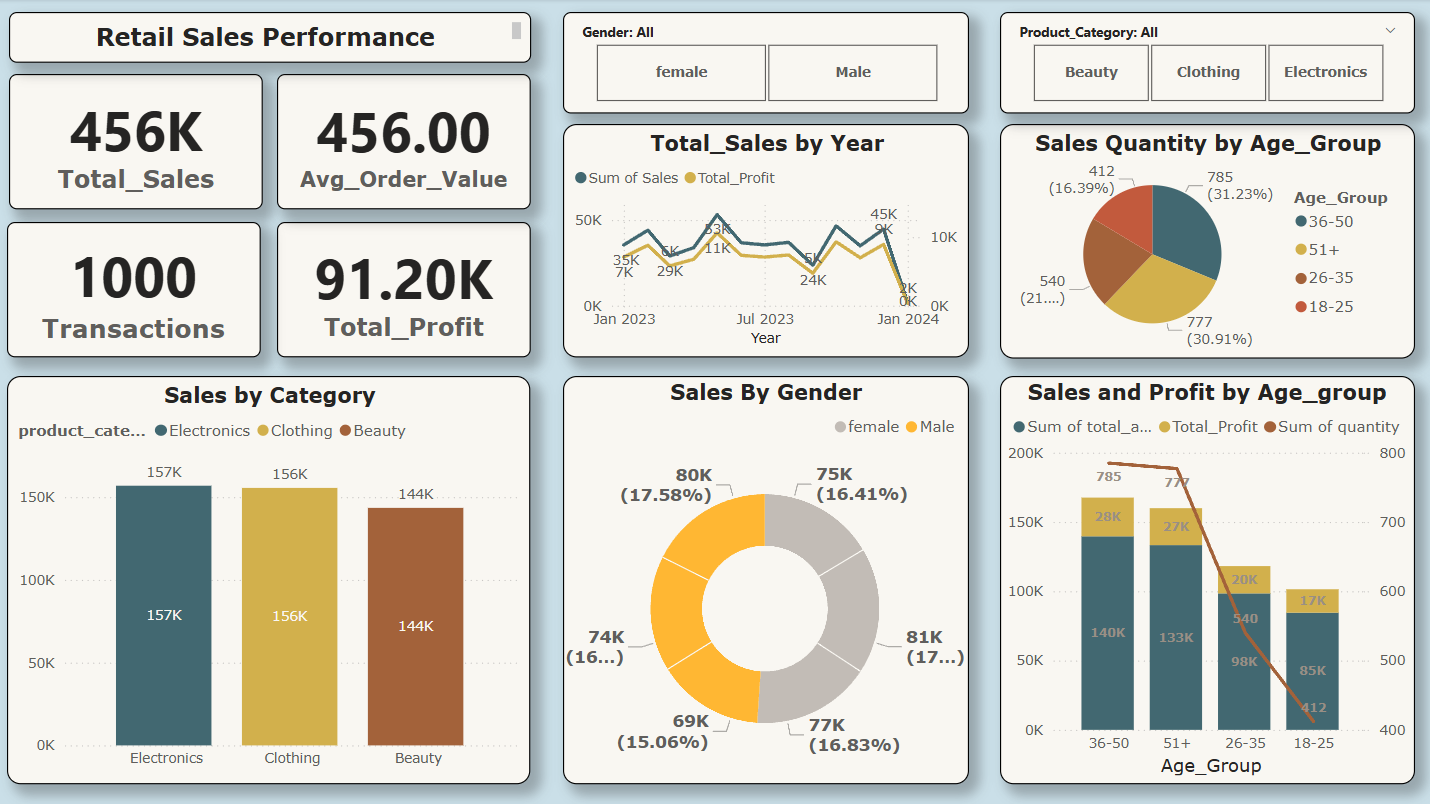 Retail Sales Performance
456K
Total_Sales
456.00
Avg_Order_Value
1000
Transactions
91.20K
Total_Profit
Gender: All
female
Male
Product_Category: All
Beauty
Clothing
Electronics
Total_Sales by Year
Sum of Sales
Total_Profit
50K
0K
10K
0K
35K
7K
6K
29K
53K
11K
5K
24K
45K
9K
2K
0K
Jan 2023
Jul 2023
Jan 2024
Year
Sales Quantity by Age_Group
412
(16.39%)
785
(31.23%)
540
(21....)
777
(30.91%)
Age_Group
36-50
51+
26-35
18-25
Sales by Category
product_cate...
Electronics
Clothing
Beauty
150K
100K
50K
0K
157K
156K
144K
157K
156K
144K
Electronics
Clothing
Beauty
Sales By Gender
female
Male
80K
(17.58%)
75K
(16.41%)
74K
(16...)
81K
(17...)
69K
(15.06%)
77K
(16.83%)
Sales and Profit by Age_group
Sum of total_a...
Total_Profit
Sum of quantity
200K
150K
100K
50K
0K
800
700
600
500
400
785
777
540
412
28K
27K
20K
17K
140K
133K
98K
85K
36-50
51+
26-35
18-25
Age_Group